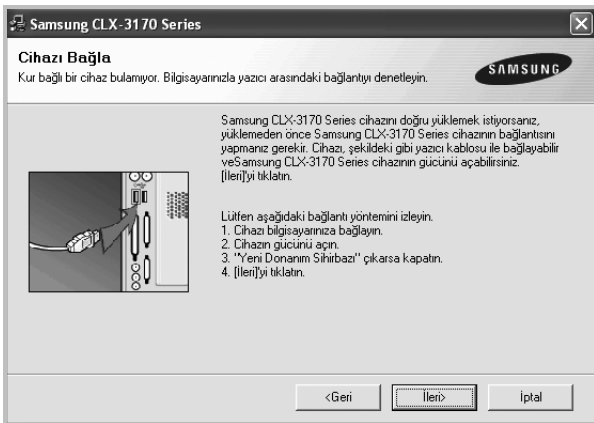 Samsung CLX-3170 Series
Cihazı Bağla
Kur bağlı bir cihaz bulamıyor. Bilgisayarınızla yazıcı arasındaki bağlantıyı denetleyin.
SAMSUNG
Samsung CLX-3170 Series cihazını doğru yüklemek istiyorsanız,
yüklemeden önce Samsung CLX-3170 Series cihazının bağlantısını
yapmanız gerekir. Cihazı, şekildeki gibi yazıcı kablosu ile bağlayabilir
veSamsung CLX-3170 Series cihazının gücünü açabilirsiniz.
[İleri]'yi tıklatın.
Lütfen aşağıdaki bağlantı yöntemini izleyin.
1. Cihazı bilgisayarınıza bağlayın.
2. Cihazın gücünü açın.
3. "Yeni Donanım Sihirbazı" çıkarsa kapatın.
4. [İleri]'yi tıklatın.
<Geri
İleri>
İptal